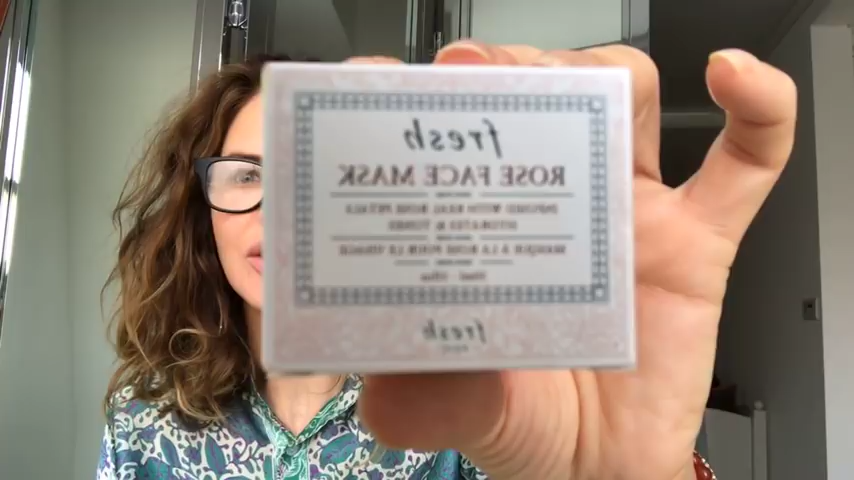 fresh
ROSE FACE MASK
INFUSED WITH REAL ROSE PETALS
HYDRATES & TONES
MASQUE À LA ROSE POUR LE VISAGE
fresh